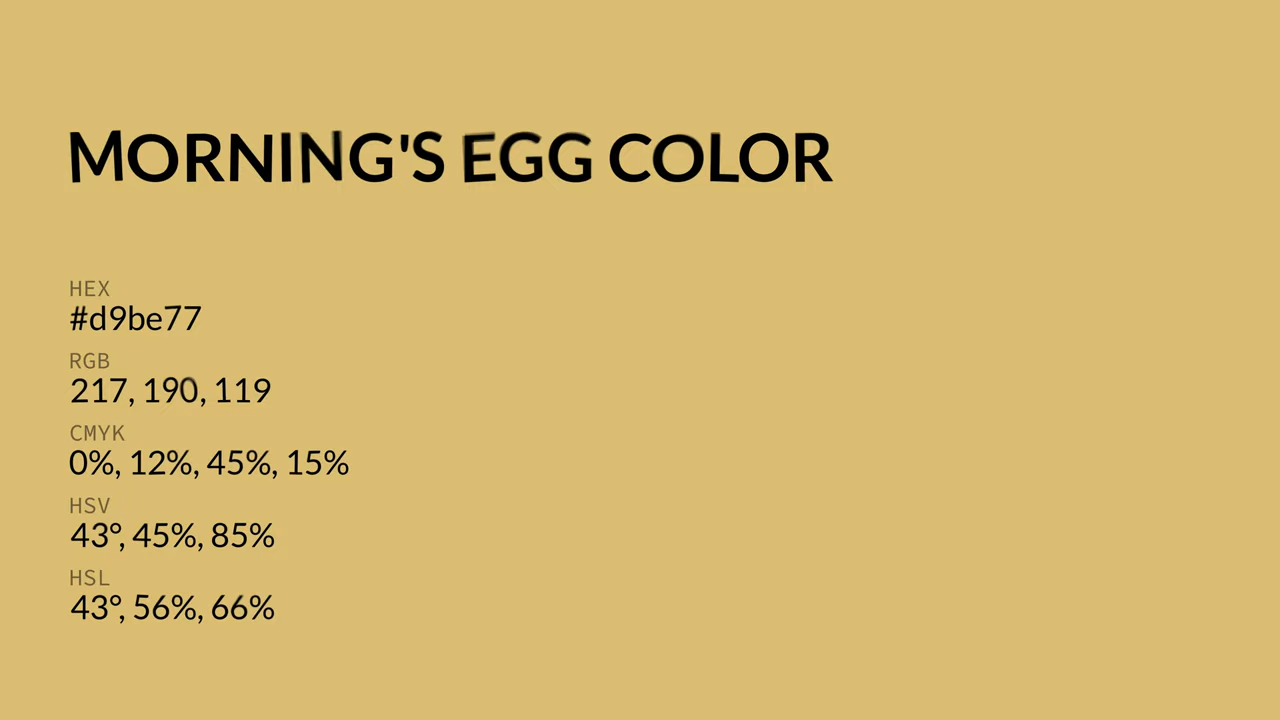 MORNING'S EGG COLOR
HEX
#d9be77
RGB
217, 190, 119
CMYK
0%, 12%, 45%, 15%
HSV
43°, 45%, 85%
HSL
43°, 56%, 66%